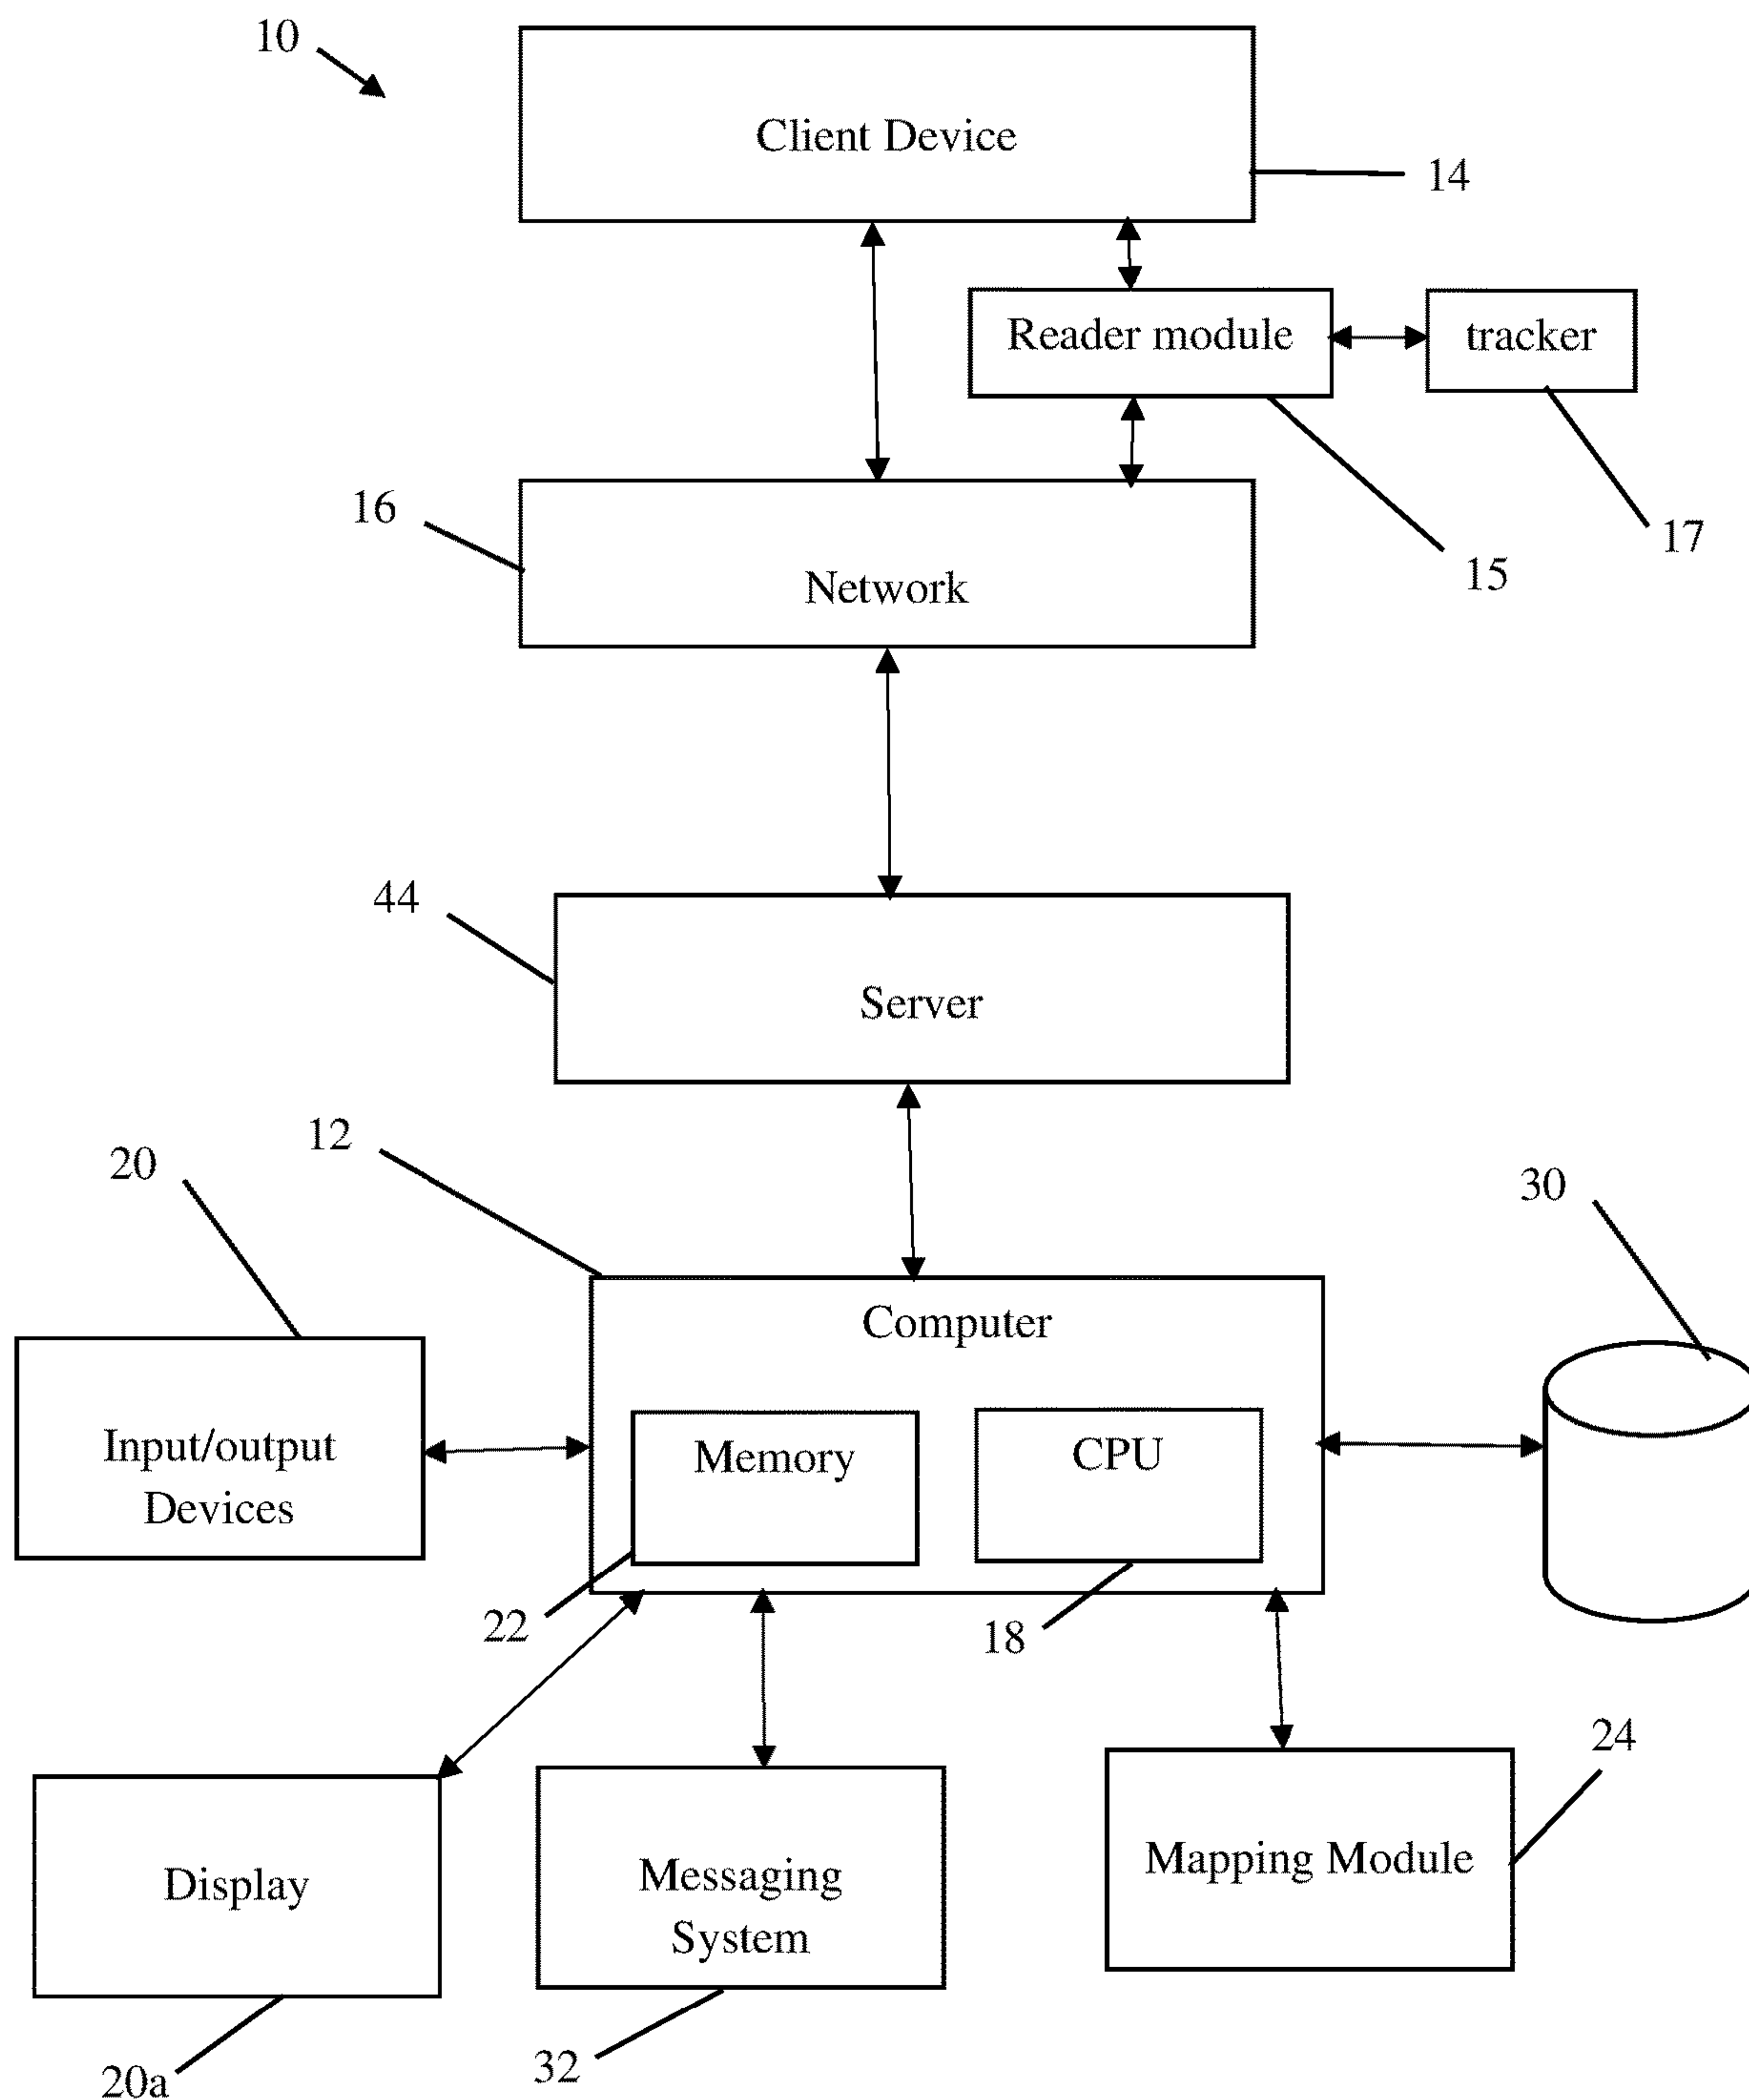 10
Client Device
14
Reader module
tracker
16
Network
15
17
44
Server
12
20
30
Computer
Input/output
Devices
Memory
CPU
22
18
24
Display
Messaging
System
Mapping Module
20a
32